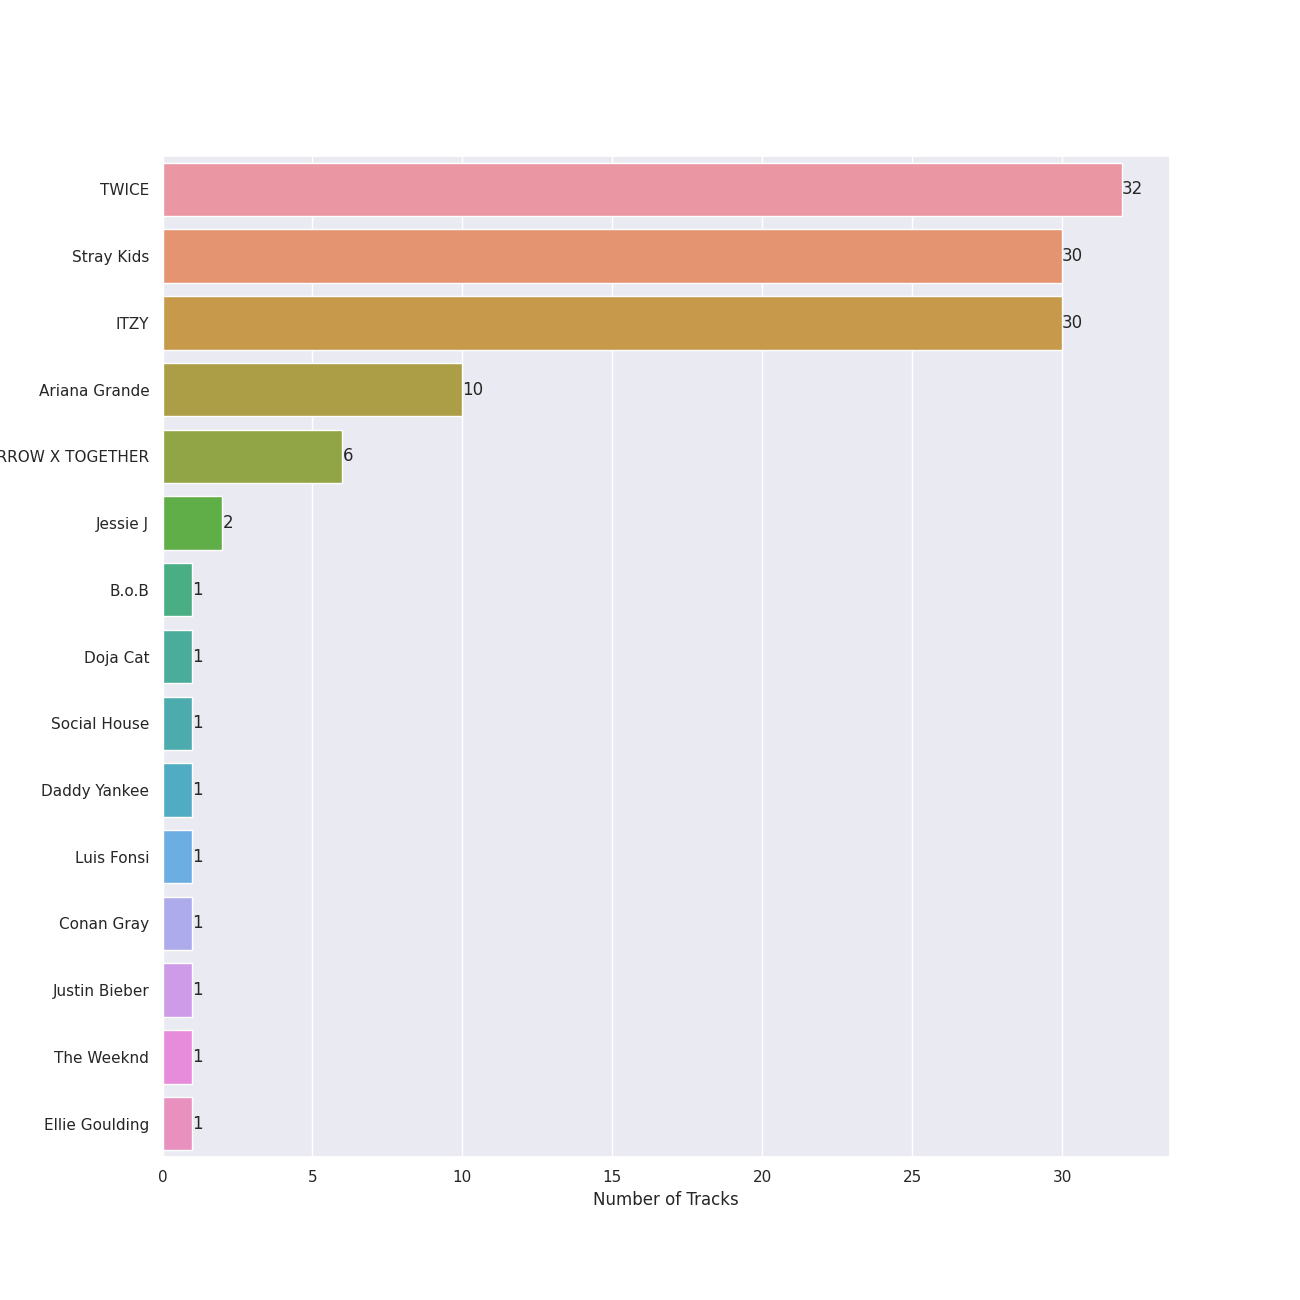 TWICE 32
Stray Kids 30
ITZY 30
Ariana Grande 10
RROW X TOGETHER 6
Jessie J 2
B.o.B 1
Doja Cat 1
Social House 1
Daddy Yankee 1
Luis Fonsi 1
Conan Gray 1
Justin Bieber 1
The Weeknd 1
Ellie Goulding 1
0 5 10 15 20 25 30
Number of Tracks